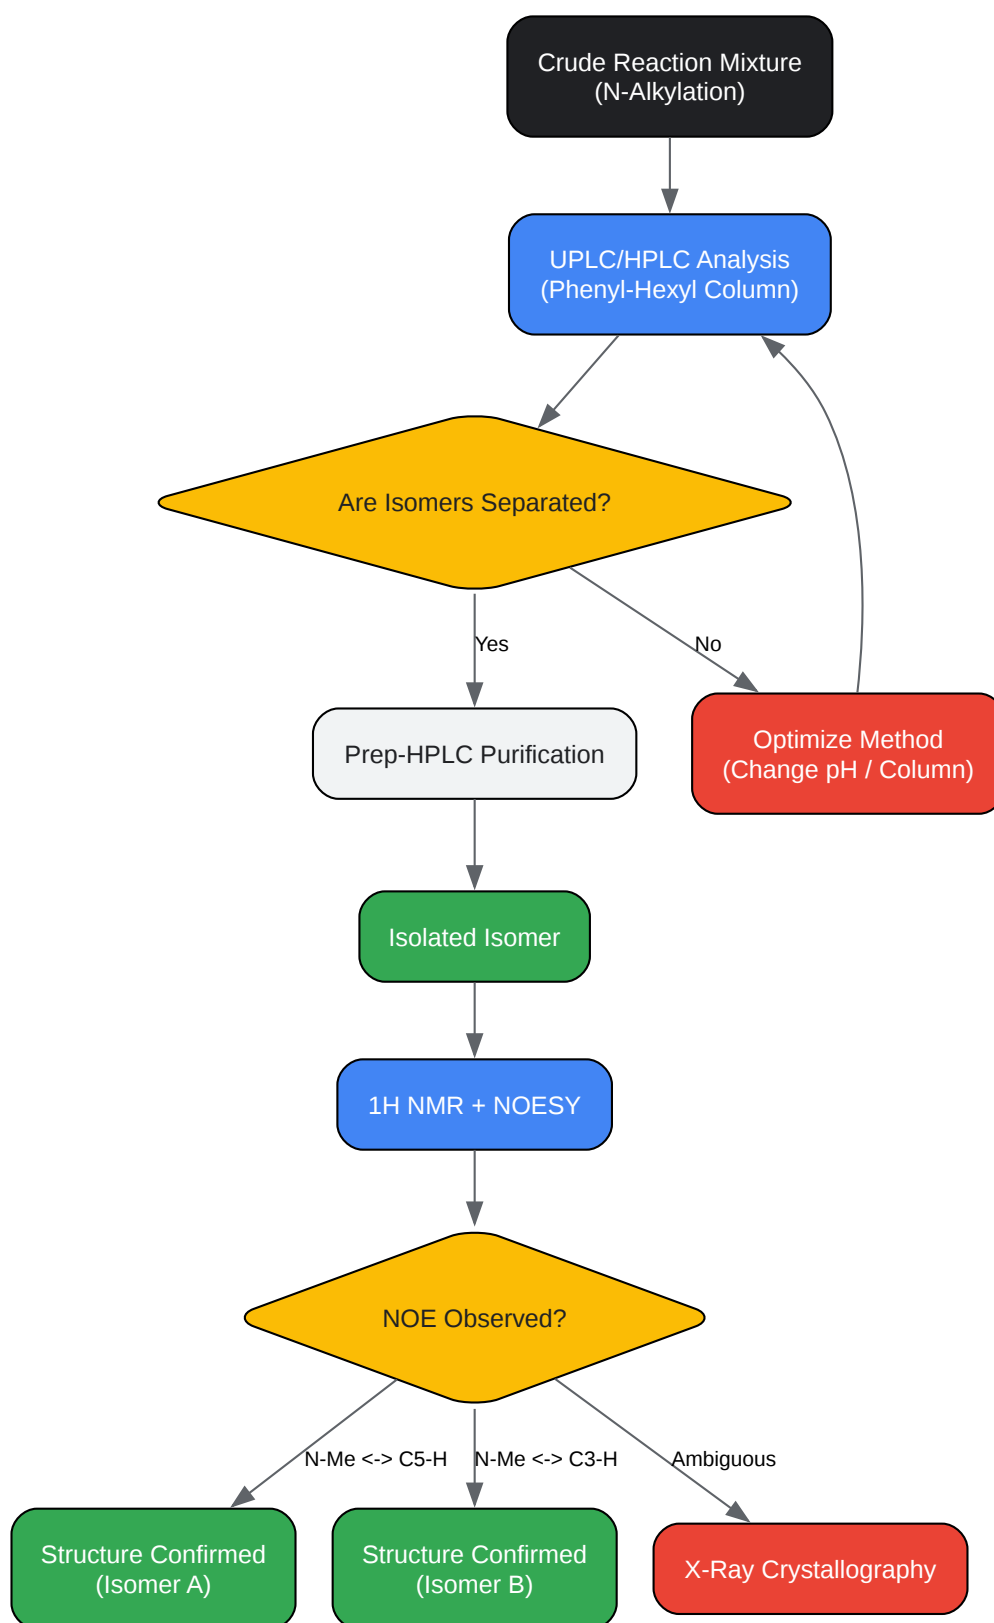 Crude Reaction Mixture
(N-Alkylation)
UPLC/HPLC Analysis
(Phenyl-Hexyl Column)
Are Isomers Separated?
Yes
No
Prep-HPLC Purification
Optimize Method
(Change pH / Column)
Isolated Isomer
1H NMR + NOESY
NOE Observed?
N-Me <-> C5-H
N-Me <-> C3-H
Ambiguous
Structure Confirmed
(Isomer A)
Structure Confirmed
(Isomer B)
X-Ray Crystallography